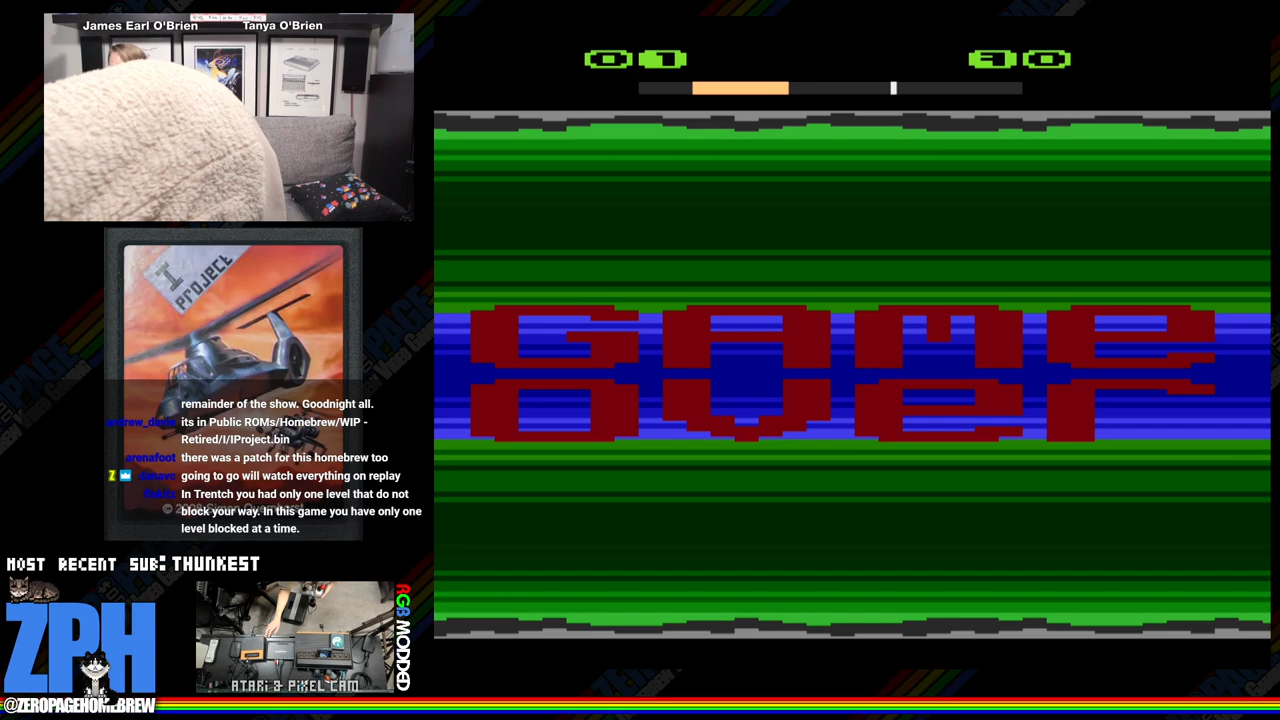 James Earl O'Brien
Tanya O'Brien
I
PROJECT
remainder of the show. Goodnight all.
its in Public ROMs/Homebrew/WIP -
Retired/I/IProject.bin
arenafoot there was a patch for this homebrew too
going to go will watch everything on replay
In Trentch you had only one level that do not
block your way. In this game you have only one
level blocked at a time.
MOST RECENT SUB: THUNKEST
ZPH
@ZEROPAGEHOMEBREW
ATARI & PIXEL CAM
RGB MODDED
GAME
OVER